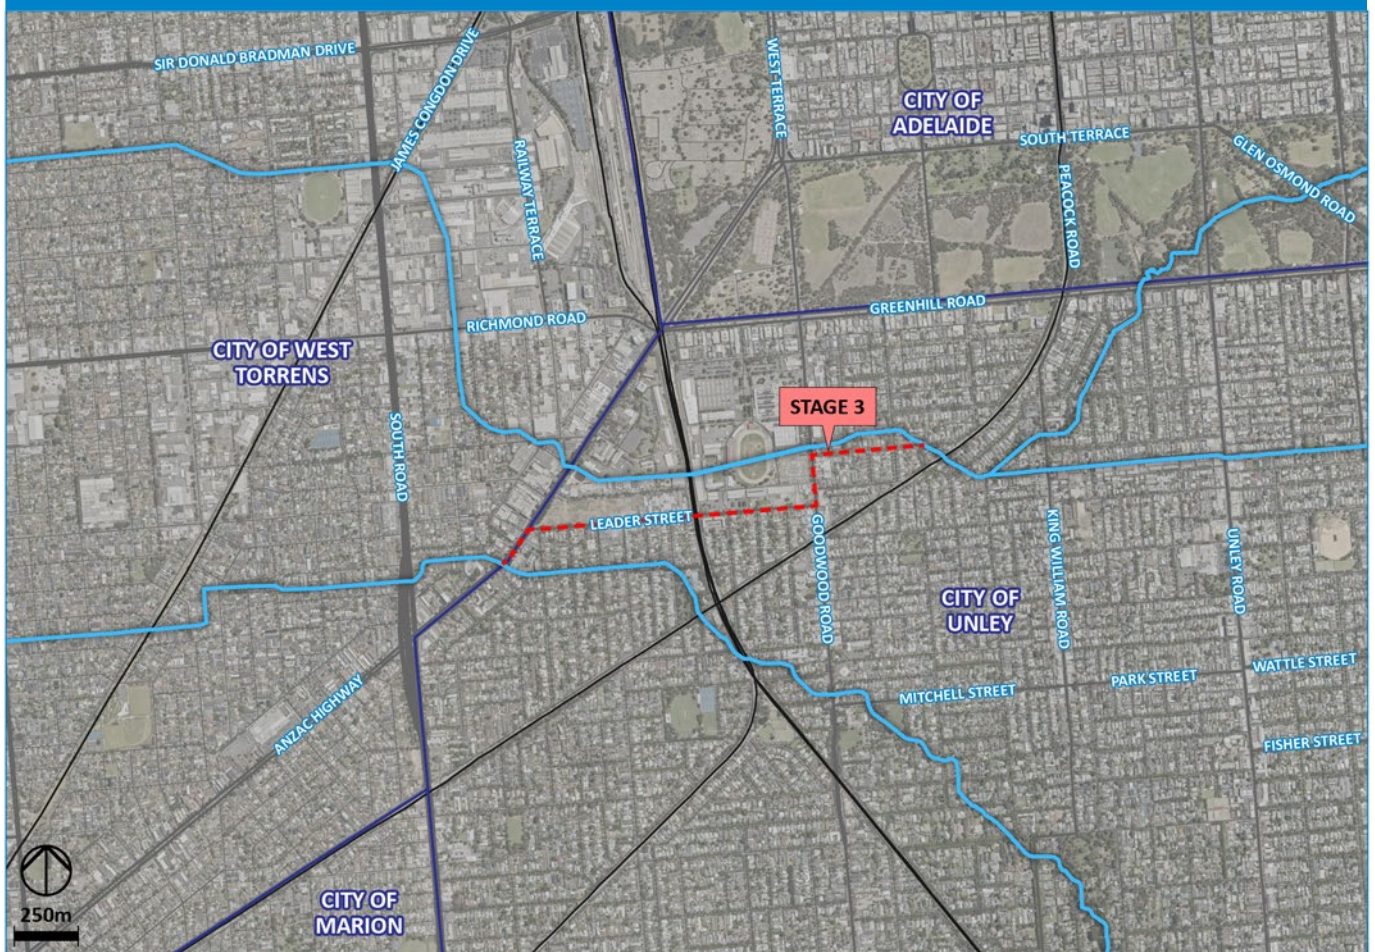 SIR DONALD BRADMAN DRIVE
JAMES CONGDON DRIVE
RAILWAY TERRACE
WEST TERRACE
CITY OF
ADELAIDE
SOUTH TERRACE
GLEN OSMOND ROAD
PEACOCK ROAD
GREENHILL ROAD
RICHMOND ROAD
CITY OF WEST
TORRENS
STAGE 3
SOUTH ROAD
LEADER STREET
GOODWOOD ROAD
KING WILLIAM ROAD
UNLEY ROAD
CITY OF
UNLEY
WATTLE STREET
PARK STREET
MITCHELL STREET
FISHER STREET
ANZAC HIGHWAY
CITY OF
MARION
250m